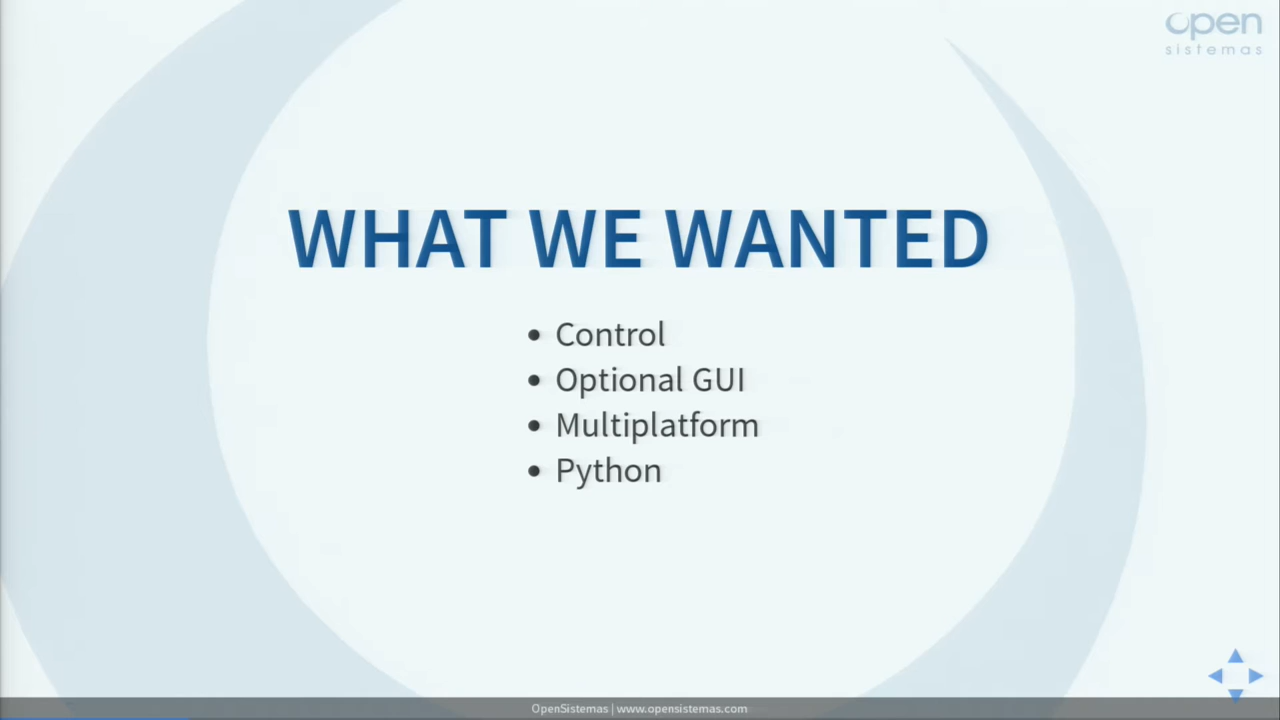 open
sistemas
WHAT WE WANTED
• Control
• Optional GUI
• Multiplatform
• Python
OpenSistemas | www.opensistemas.com